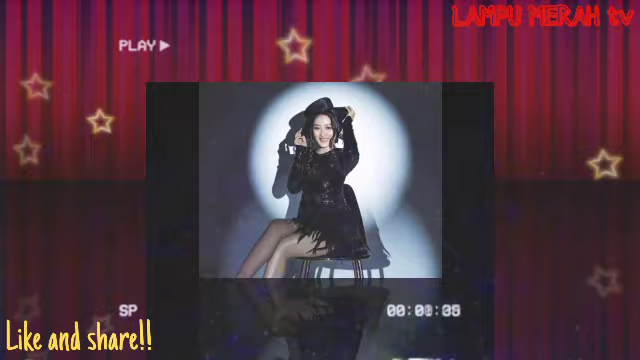 LAMPU MERAH tv
PLAY
SP
00:00:05
Like and share!!